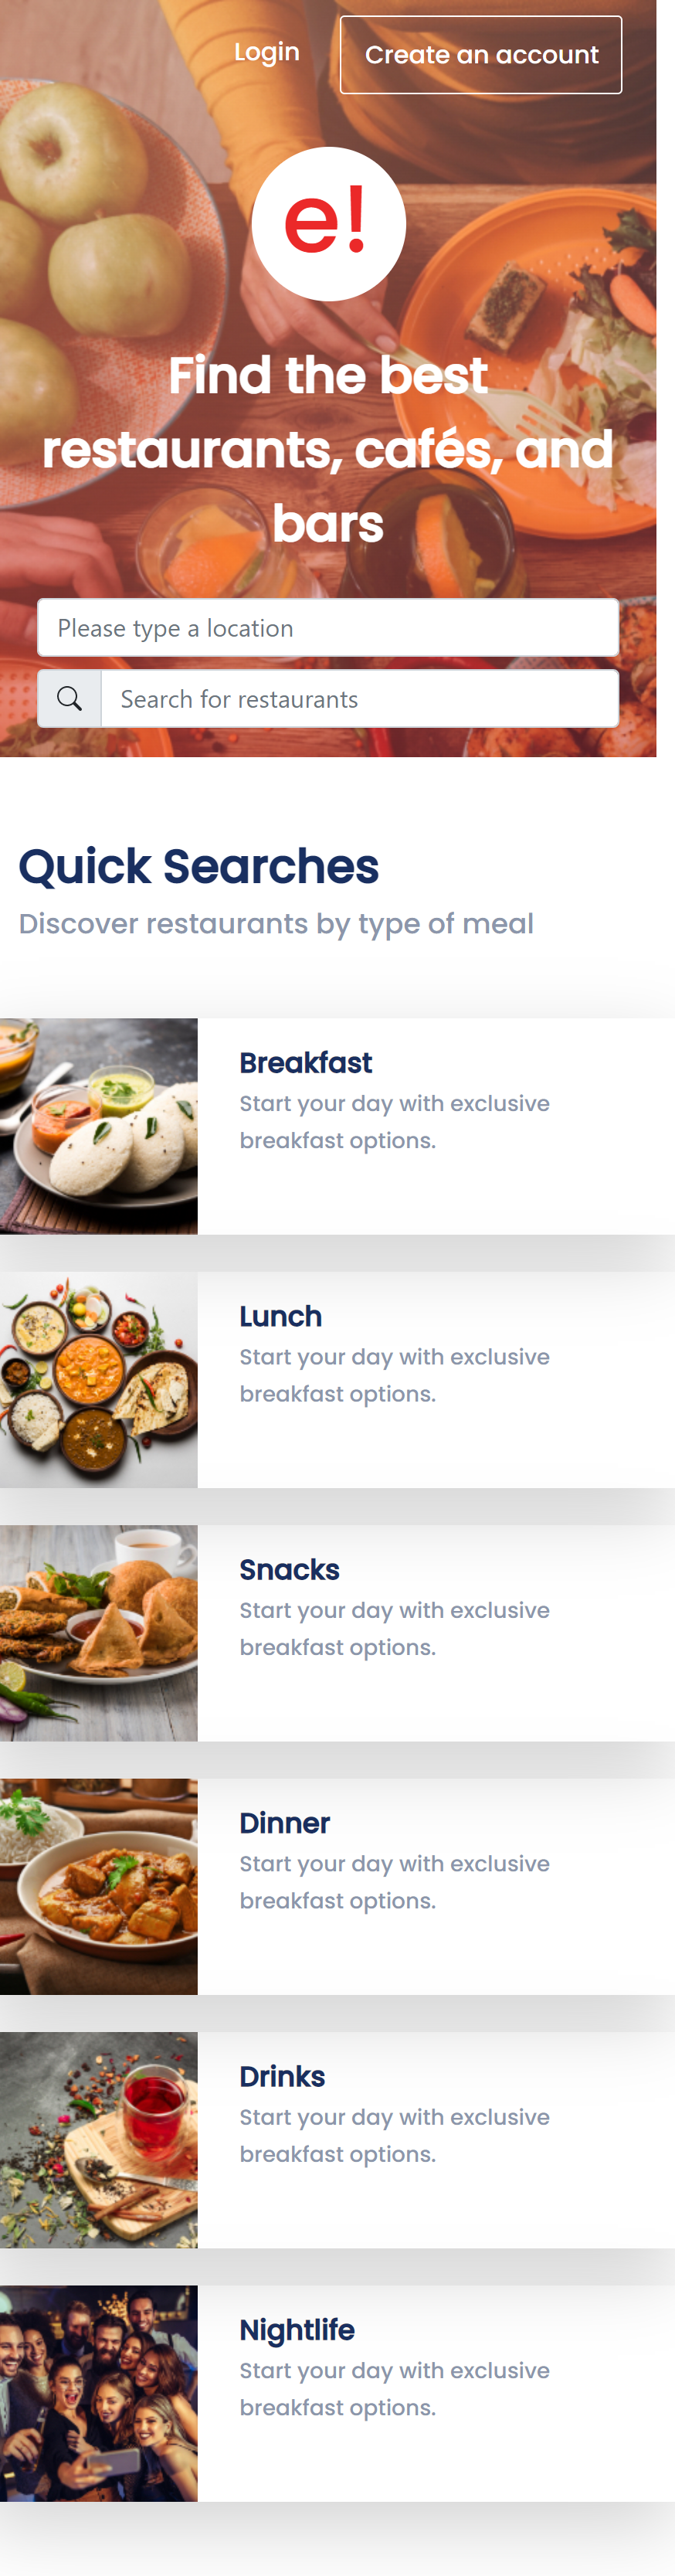 Login
Create an account
e!
Find the best
restaurants, cafés, and
bars
Please type a location
Search for restaurants
Quick Searches
Discover restaurants by type of meal
Breakfast
Start your day with exclusive
breakfast options.
Lunch
Start your day with exclusive
breakfast options.
Snacks
Start your day with exclusive
breakfast options.
Dinner
Start your day with exclusive
breakfast options.
Drinks
Start your day with exclusive
breakfast options.
Nightlife
Start your day with exclusive
breakfast options.